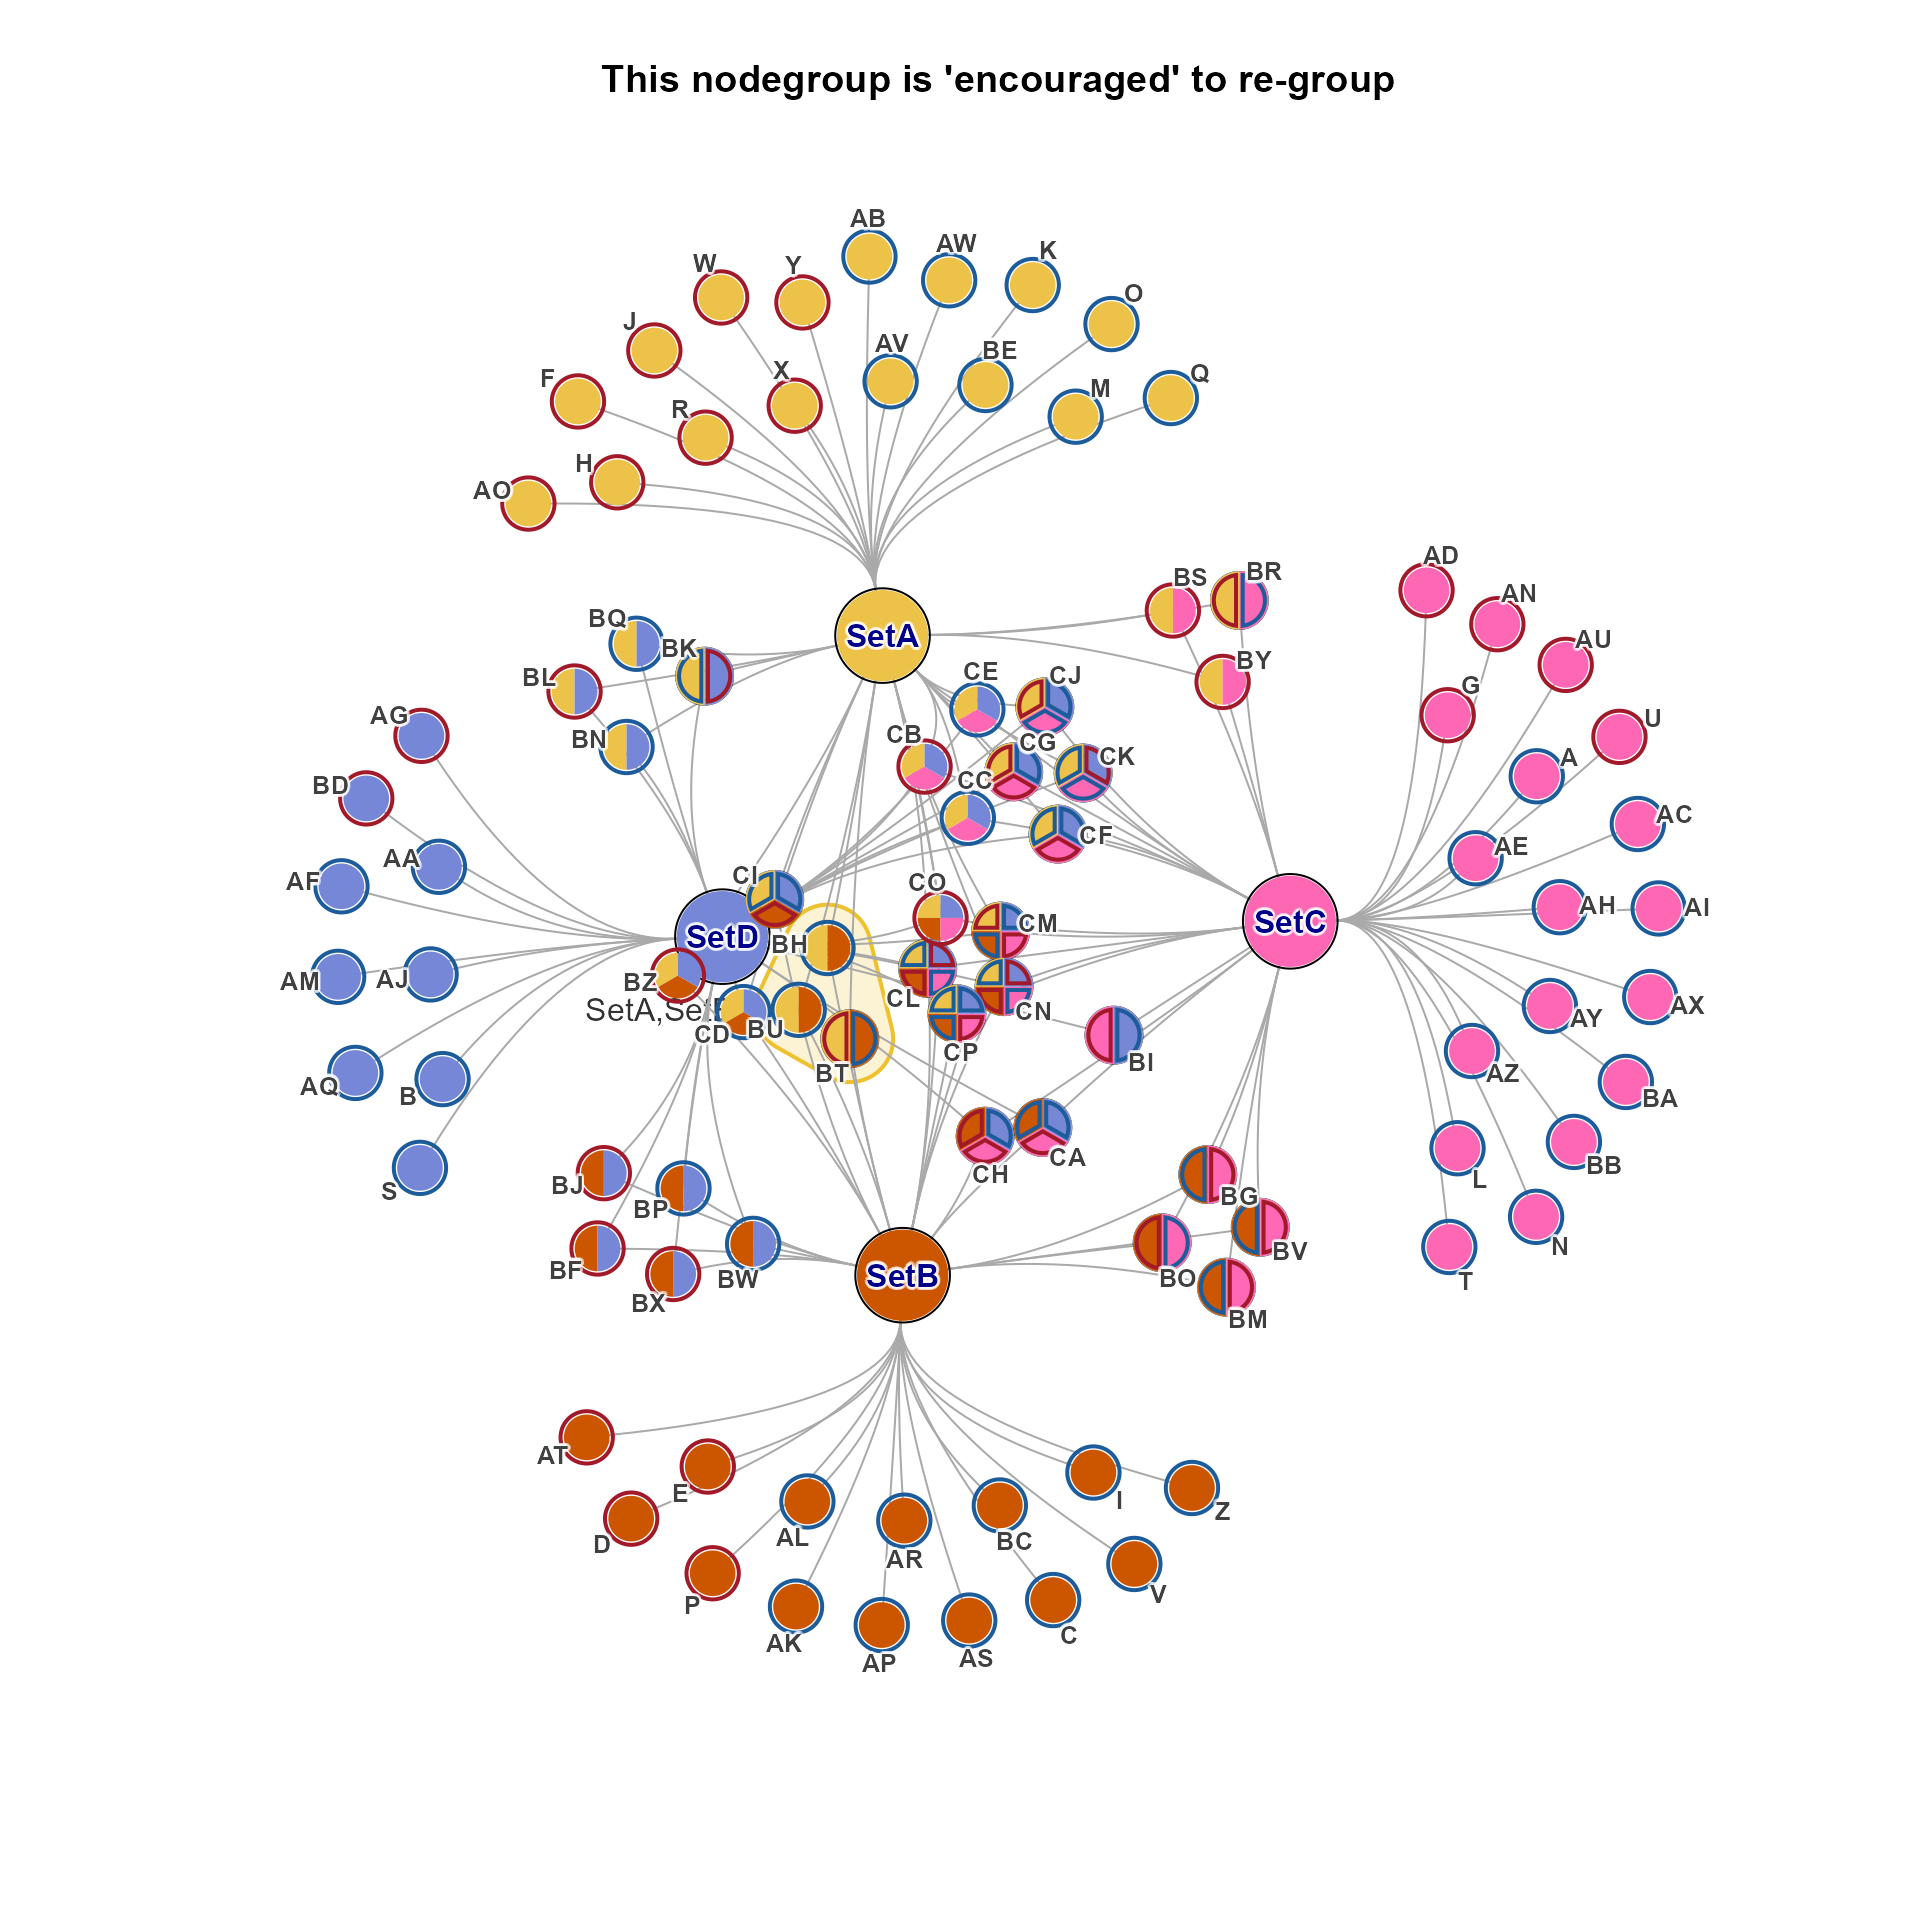 This nodegroup is 'encouraged' to re-group
AB
AW
K
W
Y
O
J
AV
BE
X
F
M
Q
R
H
AO
AD
BS
BR
AN
BQ
AU
BK
BY
G
BL
CE
CJ
AG
U
CB
BN
CG
CK
A
BD
CC
AC
CF
AE
AA
CI
AF
CO
AH
AI
CM
BH
SetA
SetD
SetC
BZ
AM
AJ
CL
CN
AX
SetA,Set
AY
CD
BU
CP
BI
BT
AZ
AQ
B
BA
CH
CA
BB
L
S
BJ
BP
BG
N
BV
BF
BW
BO
SetB
T
BX
BM
AT
E
I
Z
D
AL
AR
BC
V
P
AK
AP
AS
C